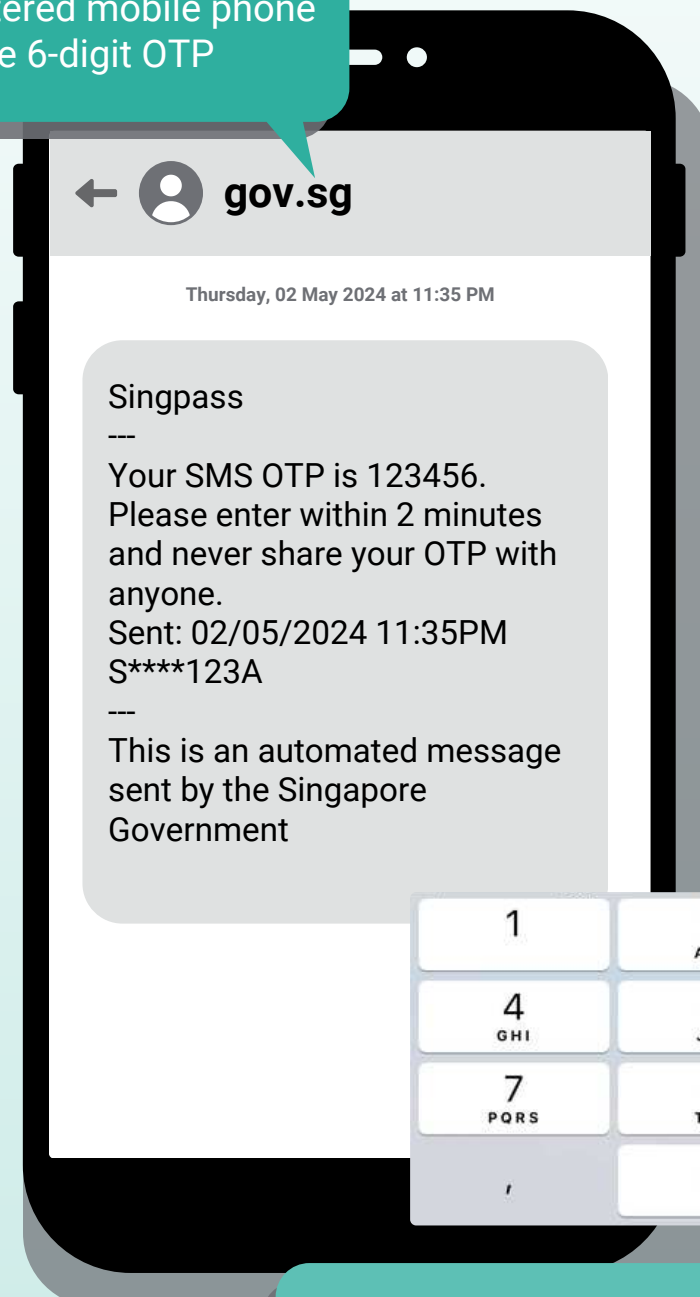 tered mobile phone
e 6-digit OTP
gov.sg
Thursday, 02 May 2024 at 11:35 PM
Singpass
---
Your SMS OTP is 123456.
Please enter within 2 minutes
and never share your OTP with
anyone.
Sent: 02/05/2024 11:35PM
S****123A
---
This is an automated message
sent by the Singapore
Government
1
4
GHI
7
PQRS
,